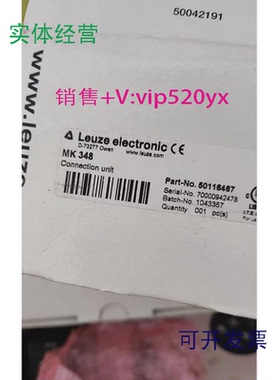 50042191
实体经营
销售+V:vip520yx
www.leuze
Leuze electronic CE
D-73277 Owen
www.leuze.com
MK 348
Connection unit
Part-No. 50116467
Serial-No. 70000942478
Batch-No. 1043357
Quantity 001 pc(s)
可开发票